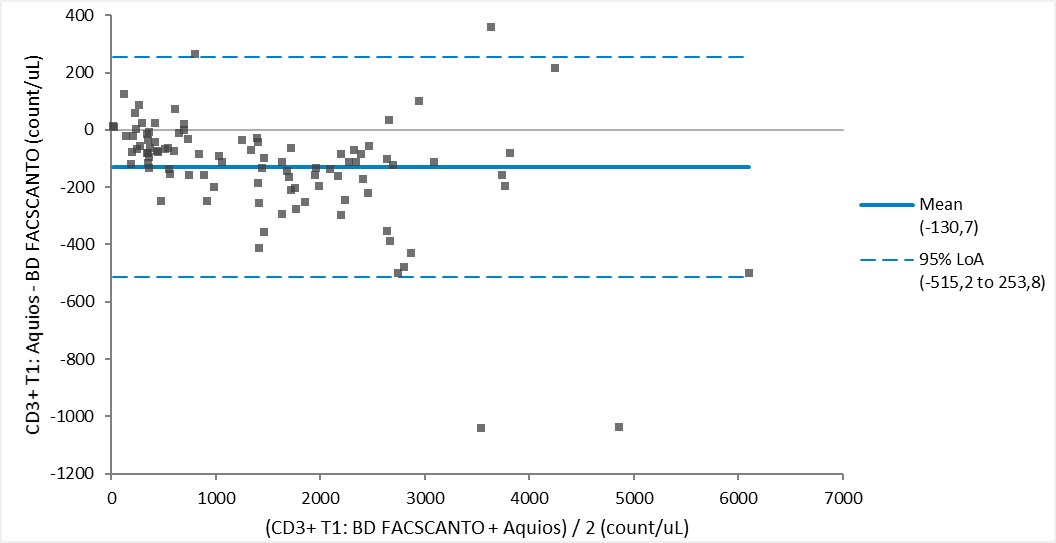 400
200
0
-200
-400
-600
-800
-1000
-1200
CD3+ T1: Aquios - BD FACSCANTO (count/uL)
0 1000 2000 3000 4000 5000 6000 7000
(CD3+ T1: BD FACSCANTO + Aquios) / 2 (count/uL)
Mean
(-130,7)
95% LoA
(-515,2 to 253,8)